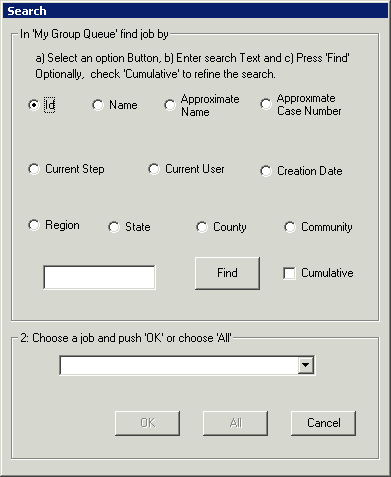 Search
In 'My Group Queue' find job by
a) Select an option Button, b) Enter search Text and c) Press 'Find'
Optionally, check 'Cumulative' to refine the search.
Id
Name
Approximate
Name
Approximate
Case Number
Current Step
Current User
Creation Date
Region
State
County
Community
Find
Cumulative
2: Choose a job and push 'OK' or choose 'All'
OK
All
Cancel